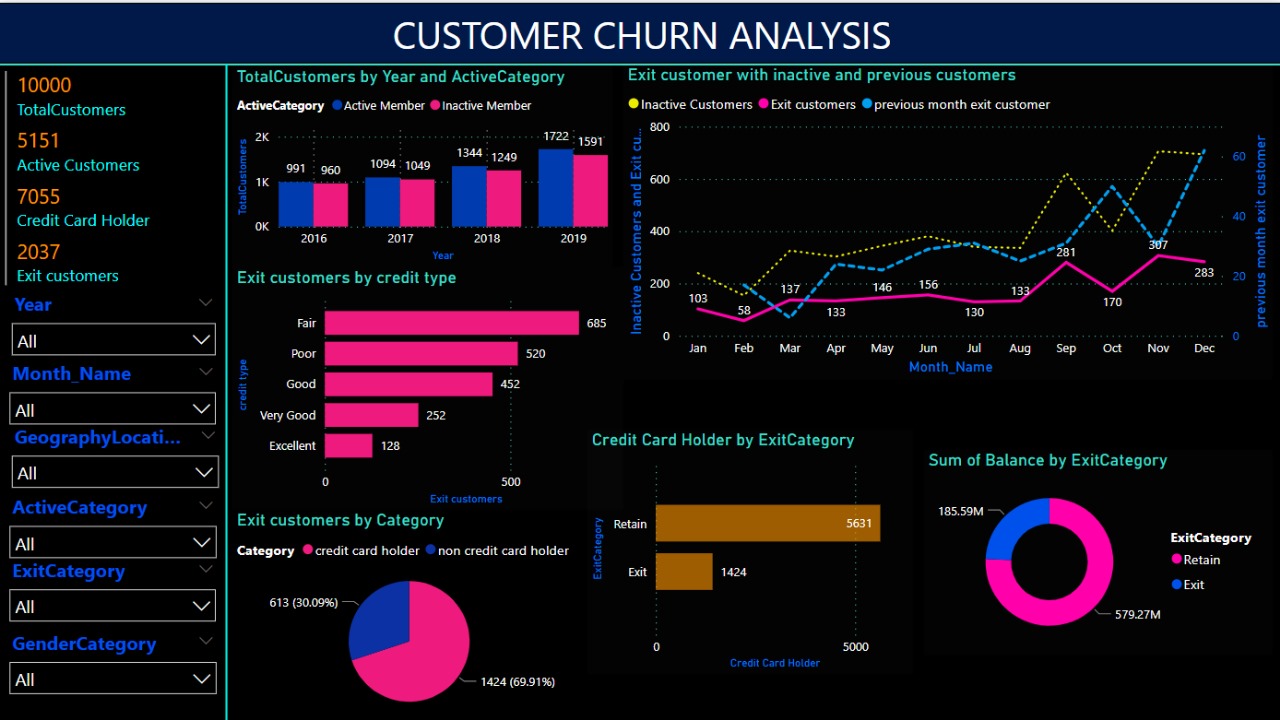 CUSTOMER CHURN ANALYSIS
10000
TotalCustomers
5151
Active Customers
7055
Credit Card Holder
2037
Exit customers
Year
All
Month_Name
All
GeographyLocati...
All
ActiveCategory
All
ExitCategory
All
GenderCategory
All
TotalCustomers by Year and ActiveCategory
ActiveCategory Active Member Inactive Member
TotalCustomers
2K
1K
0K
991 960 1094 1049 1344 1249 1722 1591
2016 2017 2018 2019
Year
Exit customers by credit type
credit type
Fair 685
Poor 520
Good 452
Very Good 252
Excellent 128
0 500
Exit customers
Exit customers by Category
Category credit card holder non credit card holder
613 (30.09%)
1424 (69.91%)
Exit customer with inactive and previous customers
Inactive Customers Exit customers previous month exit customer
Inactive Customers and Exit cu...
800
600
400
200
0
103 58 137 133 146 156 130 133 281 170 307 283
60
40
20
0
previous month exit customer
Jan Feb Mar Apr May Jun Jul Aug Sep Oct Nov Dec
Month_Name
Credit Card Holder by ExitCategory
ExitCategory
Retain 5631
Exit 1424
0 5000
Credit Card Holder
Sum of Balance by ExitCategory
185.59M
579.27M
ExitCategory
Retain
Exit